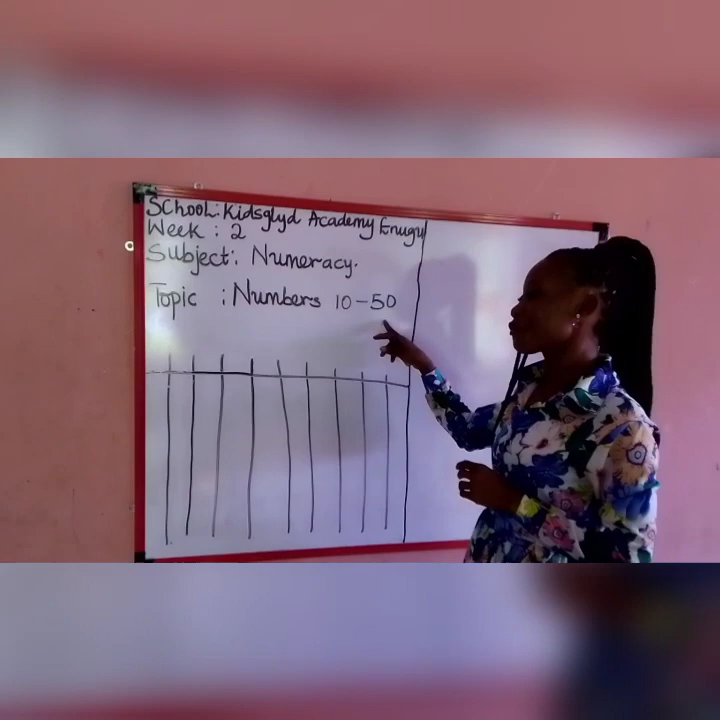 School: Kidsglyd Academy Enugu
Week : 2
Subject: Numeracy.
Topic : Numbers 10-50